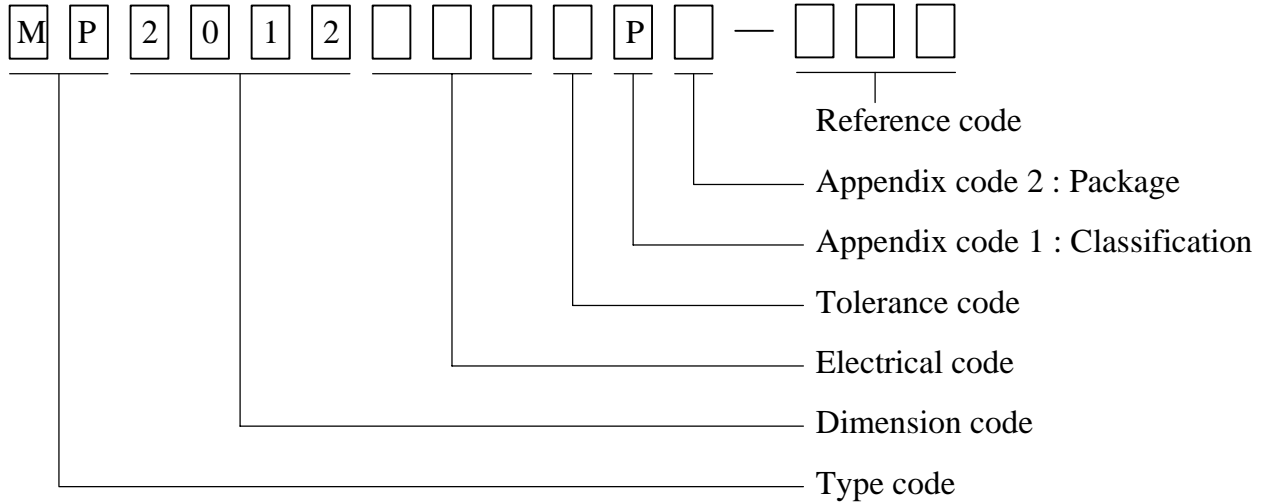 M P 2 0 1 2 P —
Reference code
Appendix code 2 : Package
Appendix code 1 : Classification
Tolerance code
Electrical code
Dimension code
Type code